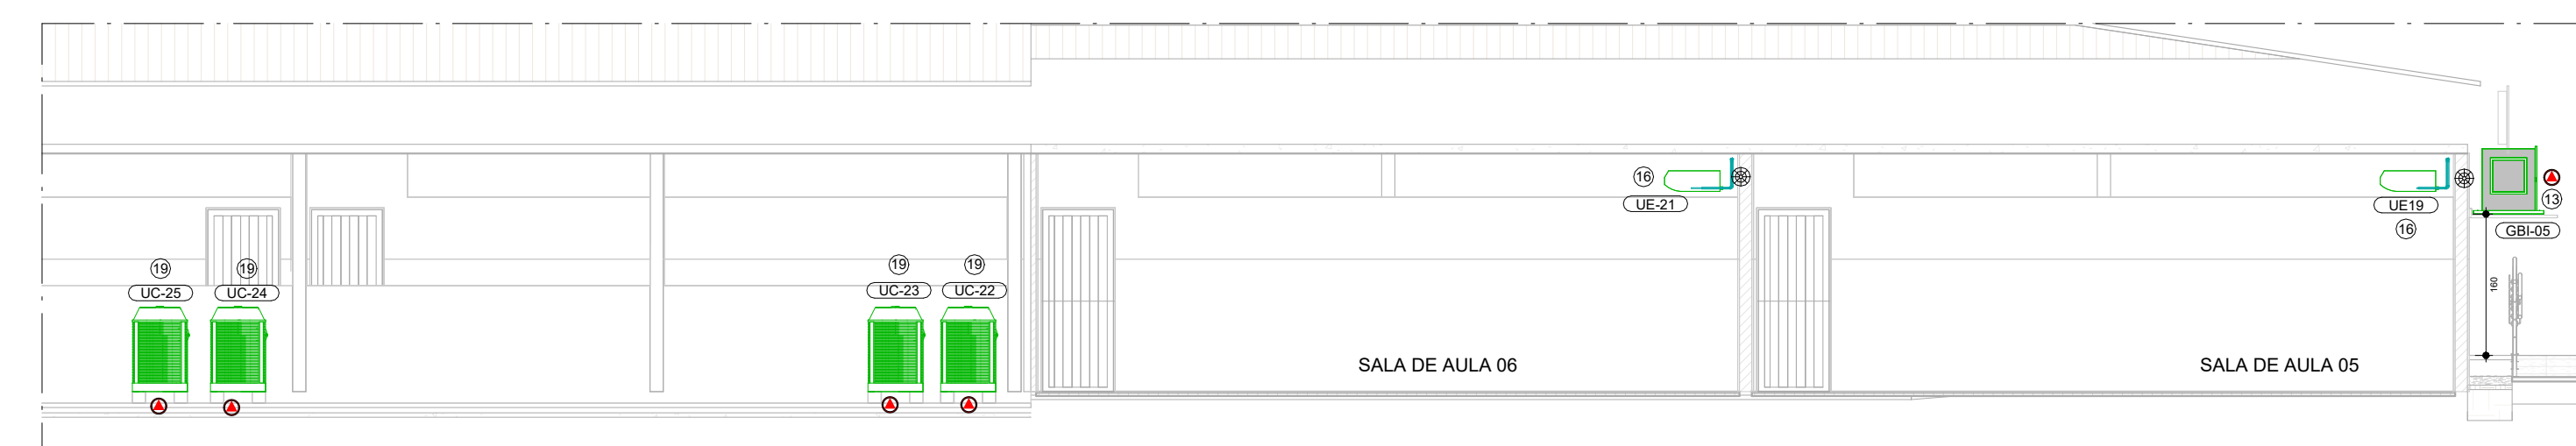 16
UE-21
UE19
16
13
GBI-05
19
UC-25
19
UC-24
19
UC-23
19
UC-22
160
SALA DE AULA 06
SALA DE AULA 05